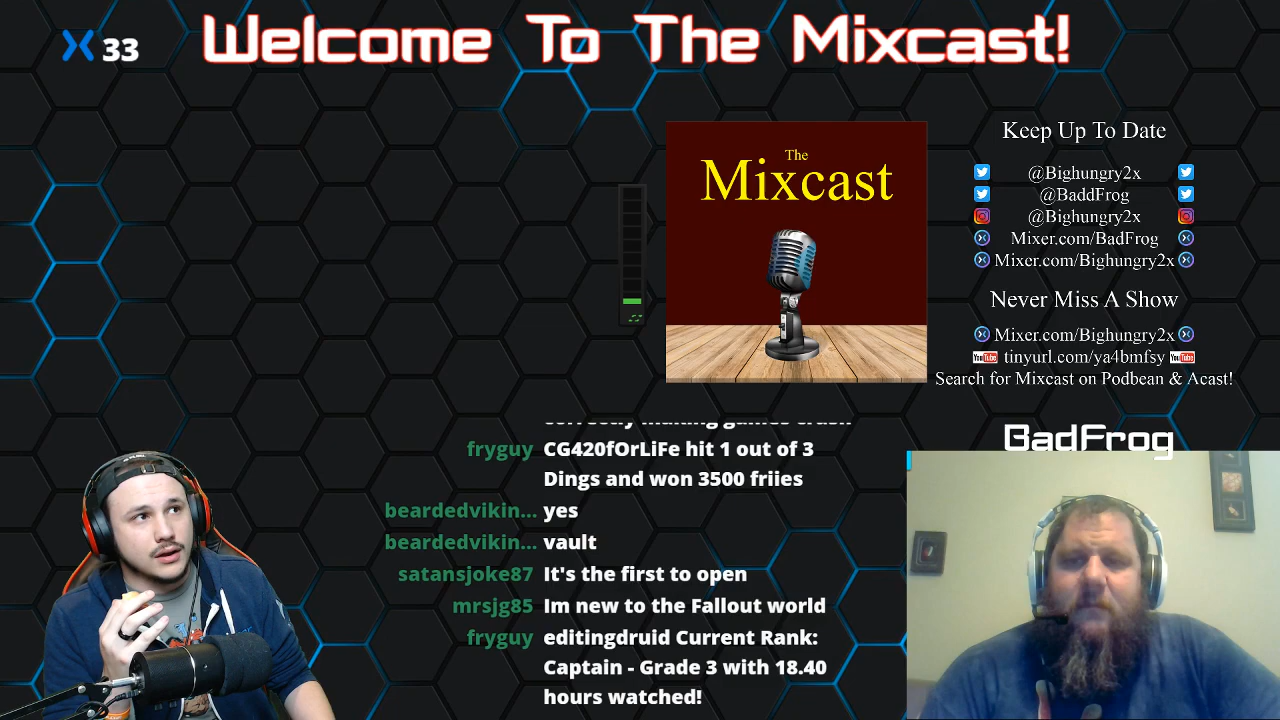 Welcome To The Mixcast!
33
The
Mixcast
Keep Up To Date
@Bighungry2x
@BaddFrog
@Bighungry2x
Mixer.com/BadFrog
Mixer.com/Bighungry2x
Never Miss A Show
Mixer.com/Bighungry2x
YouTube tinyurl.com/ya4bmfsy YouTube
Search for Mixcast on Podbean & Acast!
BadFrog
fryguy CG420fOrLiFe hit 1 out of 3
Dings and won 3500 friies
beardedvikin... yes
beardedvikin... vault
satansjoke87 It's the first to open
mrsjg85 Im new to the Fallout world
fryguy editingdruid Current Rank:
Captain - Grade 3 with 18.40
hours watched!